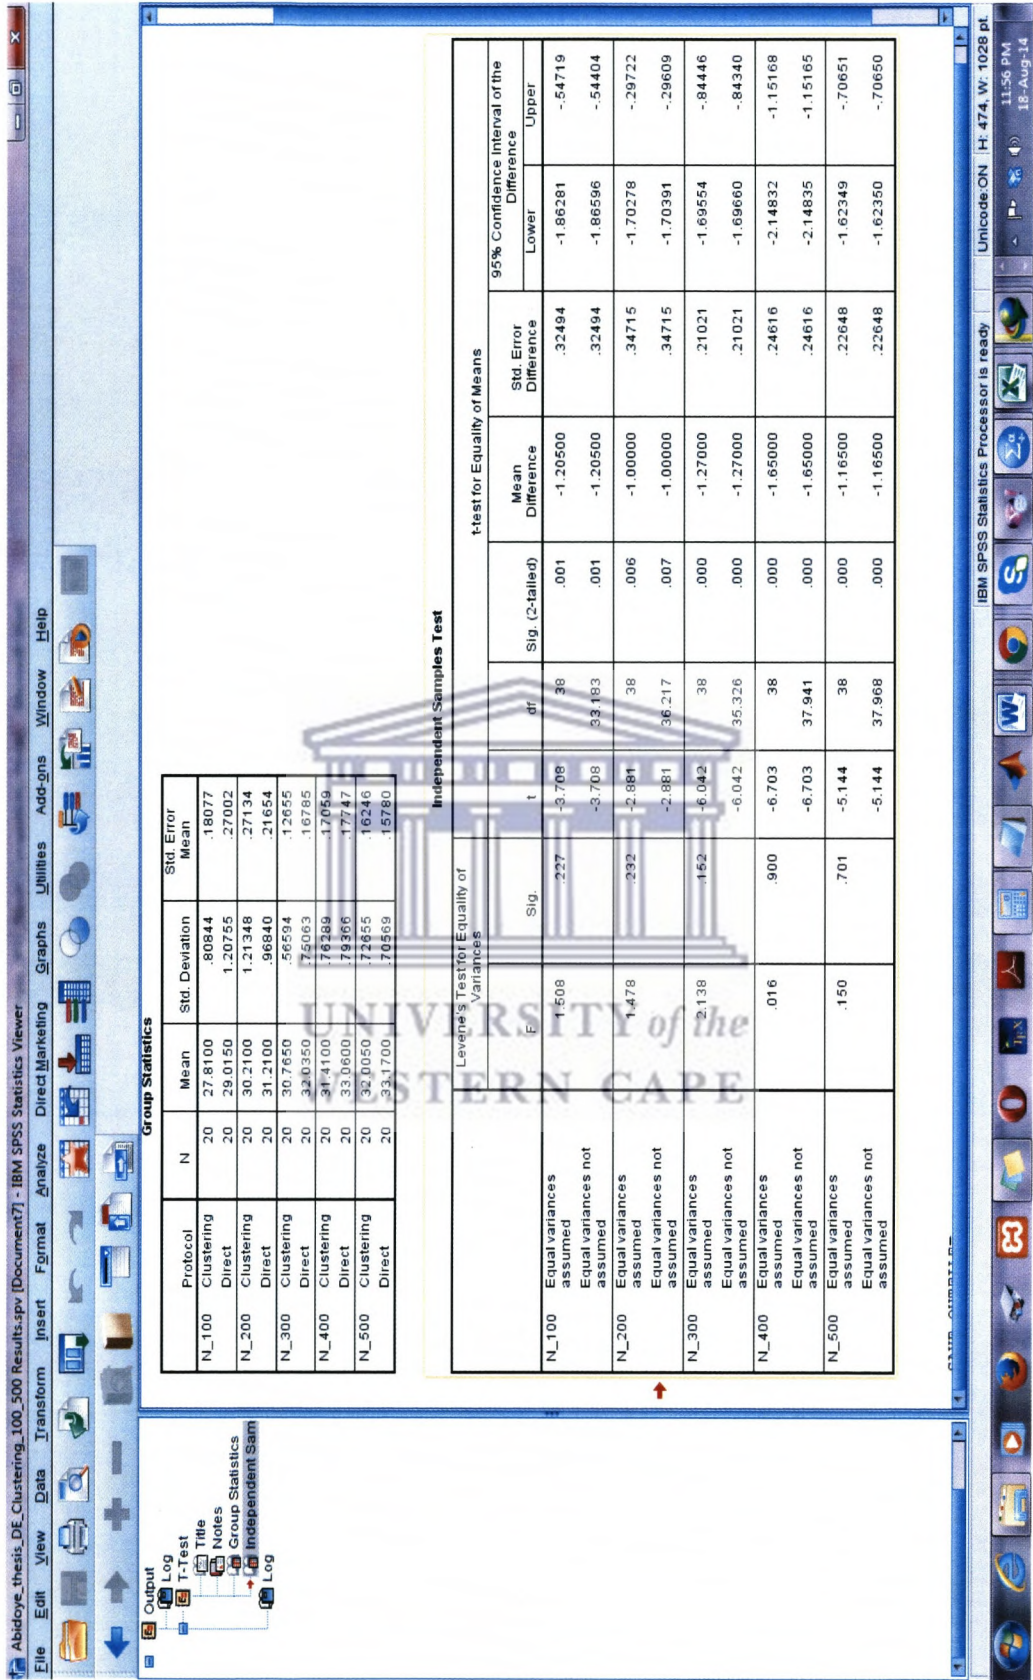 Abidoye_thesis_DE_Clustering_100_500 Results.spv [Document7] - IBM SPSS Statistics Viewer
File Edit View Data Transform Insert Format Analyze Direct Marketing Graphs Utilities Add-ons Window Help
Output
Log
T-Test
Title
Notes
Group Statistics
Independent Sam
Log
Group Statistics
Protocol N Mean Std. Deviation Std. Error Mean
N_100 Clustering 20 27.8100 .80844 .18077
Direct 20 29.0150 1.20755 .27002
N_200 Clustering 20 30.2100 1.21348 .27134
Direct 20 31.2100 .96840 .21654
N_300 Clustering 20 30.7650 .56594 .12655
Direct 20 32.0350 .75063 .16785
N_400 Clustering 20 31.4100 .76289 .17059
Direct 20 33.0600 .79366 .17747
N_500 Clustering 20 32.0050 .72655 .16246
Direct 20 33.1700 .70569 .15780
Independent Samples Test
Levene's Test for Equality of Variances t-test for Equality of Means
95% Confidence Interval of the Difference
F Sig. t df Sig. (2-tailed) Mean Difference Std. Error Difference Lower Upper
N_100 Equal variances assumed 1.508 .227 -3.708 38 .001 -1.20500 .32494 -1.86281 -.54719
Equal variances not assumed -3.708 33.183 .001 -1.20500 .32494 -1.86596 -.54404
N_200 Equal variances assumed 1.478 .232 -2.881 38 .006 -1.00000 .34715 -1.70278 -.29722
Equal variances not assumed -2.881 36.217 .007 -1.00000 .34715 -1.70391 -.29609
N_300 Equal variances assumed 2.138 .152 -6.042 38 .000 -1.27000 .21021 -1.69554 -.84446
Equal variances not assumed -6.042 35.326 .000 -1.27000 .21021 -1.69660 -.84340
N_400 Equal variances assumed .016 .900 -6.703 38 .000 -1.65000 .24616 -2.14832 -1.15168
Equal variances not assumed -6.703 37.941 .000 -1.65000 .24616 -2.14835 -1.15165
N_500 Equal variances assumed .150 .701 -5.144 38 .000 -1.16500 .22648 -1.62349 -.70651
Equal variances not assumed -5.144 37.968 .000 -1.16500 .22648 -1.62350 -.70650
UNIVERSITY of the
WESTERN CAPE
IBM SPSS Statistics Processor is ready Unicode:ON H: 474, W: 1028 pt.
11:56 PM
18-Aug-14